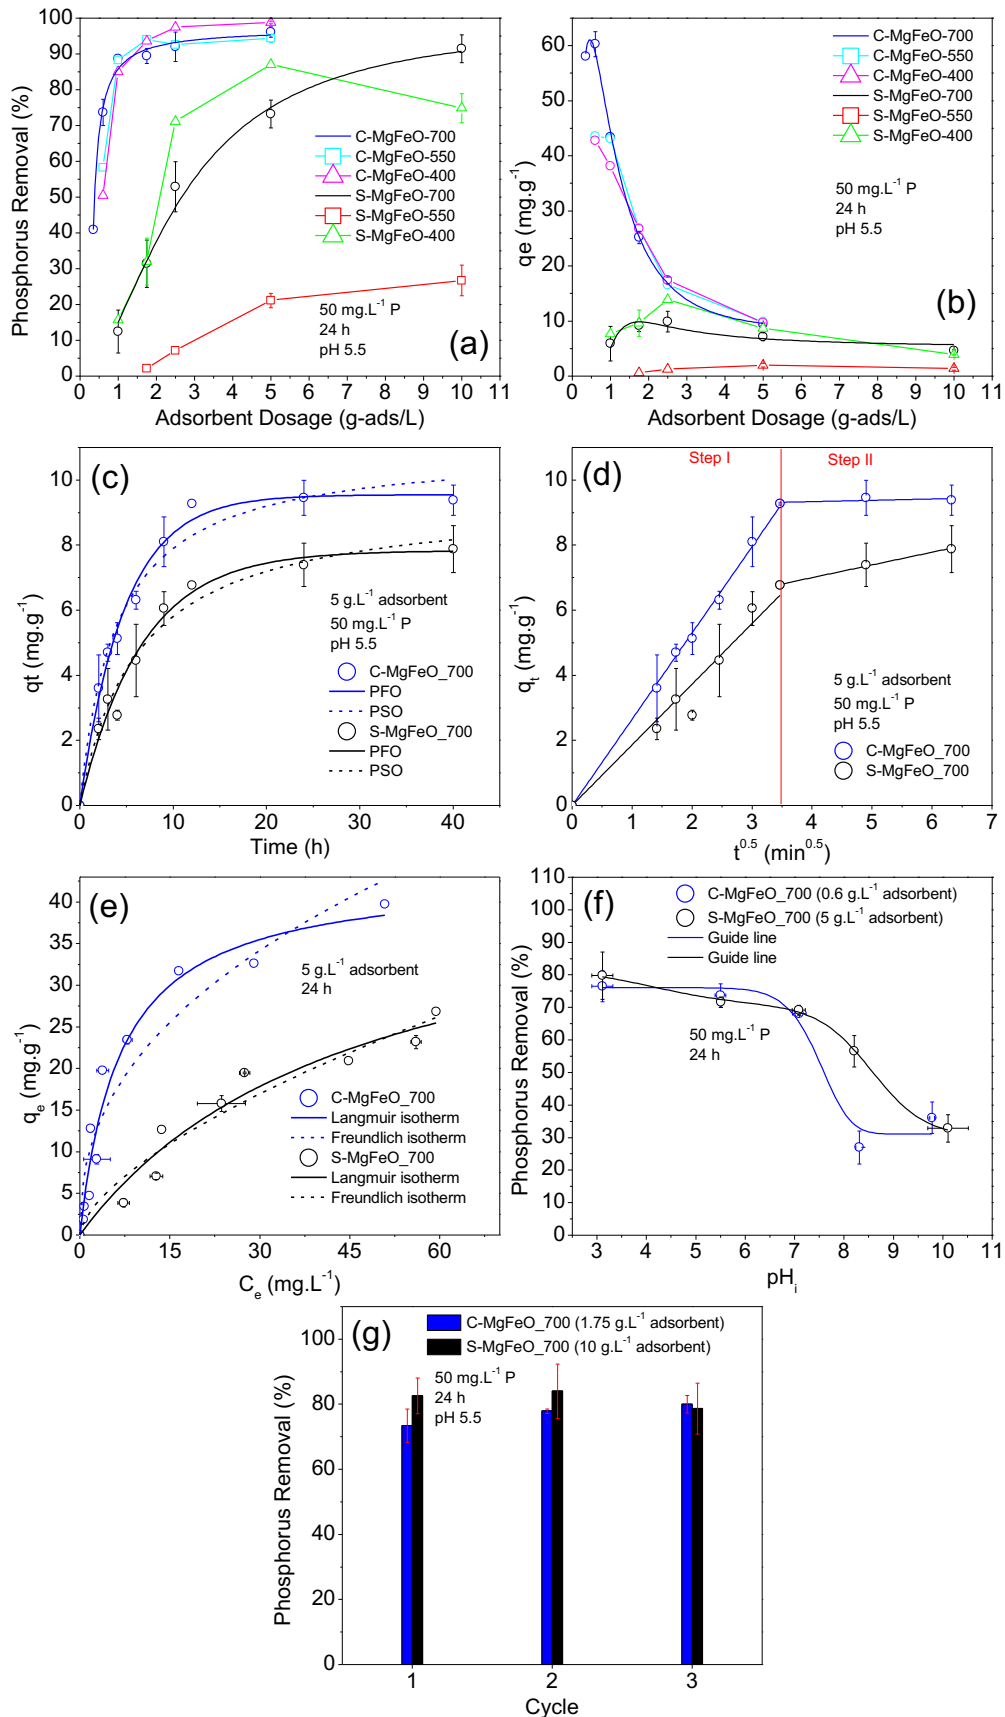 100
90
80
70
60
50
40
30
20
10
0
Phosphorus Removal (%)
C-MgFeO-700
C-MgFeO-550
C-MgFeO-400
S-MgFeO-700
S-MgFeO-550
S-MgFeO-400
50 mg.L⁻¹ P
24 h
pH 5.5
(a)
0 1 2 3 4 5 6 7 8 9 10 11
Adsorbent Dosage (g-ads/L)
60
50
40
30
20
10
0
qe (mg.g⁻¹)
C-MgFeO-700
C-MgFeO-550
C-MgFeO-400
S-MgFeO-700
S-MgFeO-550
S-MgFeO-400
50 mg.L⁻¹ P
24 h
pH 5.5
(b)
0 1 2 3 4 5 6 7 8 9 10 11
Adsorbent Dosage (g-ads/L)
(c)
10
8
6
4
2
0
qt (mg.g⁻¹)
5 g.L⁻¹ adsorbent
50 mg.L⁻¹ P
pH 5.5
C-MgFeO_700
PFO
PSO
S-MgFeO_700
PFO
PSO
0 10 20 30 40
Time (h)
(d)
Step I
Step II
10
8
6
4
2
0
qₜ (mg.g⁻¹)
5 g.L⁻¹ adsorbent
50 mg.L⁻¹ P
pH 5.5
C-MgFeO_700
S-MgFeO_700
0 1 2 3 4 5 6 7
t⁰·⁵ (min⁰·⁵)
(e)
40
35
30
25
20
15
10
5
0
qₑ (mg.g⁻¹)
5 g.L⁻¹ adsorbent
24 h
C-MgFeO_700
Langmuir isotherm
Freundlich isotherm
S-MgFeO_700
Langmuir isotherm
Freundlich isotherm
0 15 30 45 60
Cₑ (mg.L⁻¹)
(f)
110
100
90
80
70
60
50
40
30
20
10
0
Phosphorus Removal (%)
C-MgFeO_700 (0.6 g.L⁻¹ adsorbent)
S-MgFeO_700 (5 g.L⁻¹ adsorbent)
Guide line
Guide line
50 mg.L⁻¹ P
24 h
3 4 5 6 7 8 9 10 11
pHᵢ
(g)
100
80
60
40
20
0
Phosphorus Removal (%)
C-MgFeO_700 (1.75 g.L⁻¹ adsorbent)
S-MgFeO_700 (10 g.L⁻¹ adsorbent)
50 mg.L⁻¹ P
24 h
pH 5.5
1 2 3
Cycle